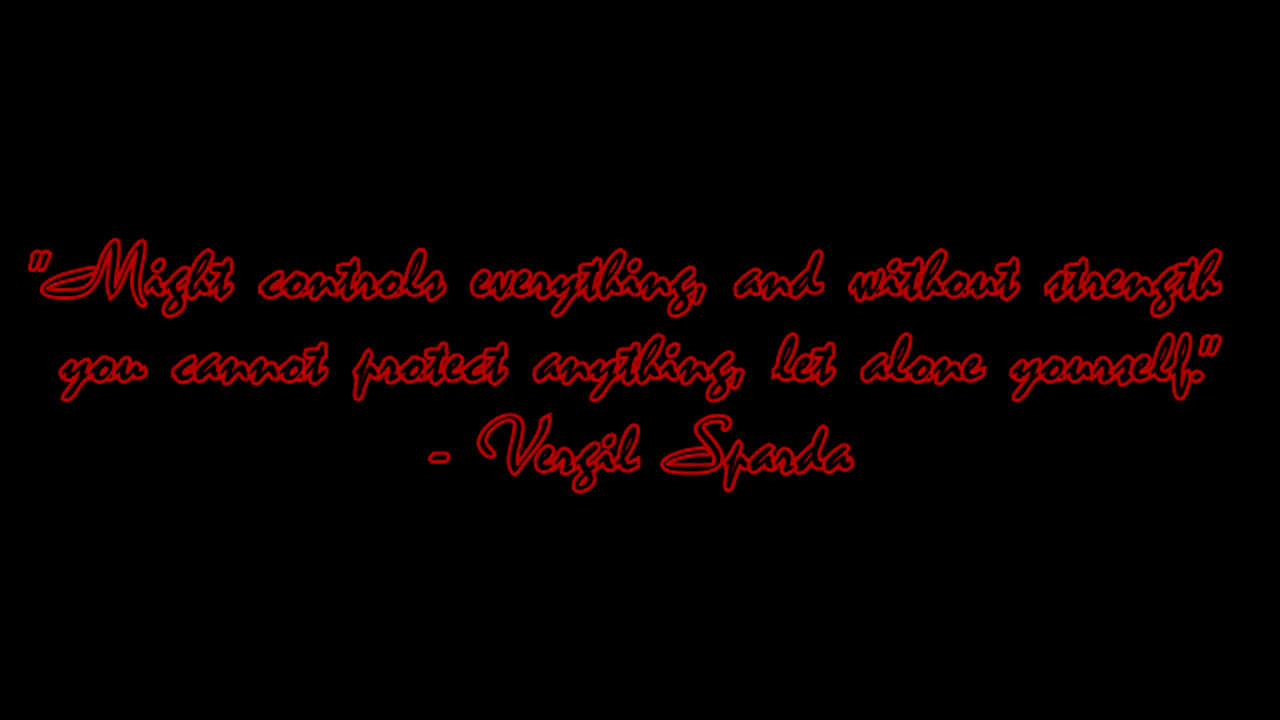 "Might controls everything, and without strength
you cannot protect anything, let alone yourself."
- Vergil Sparda